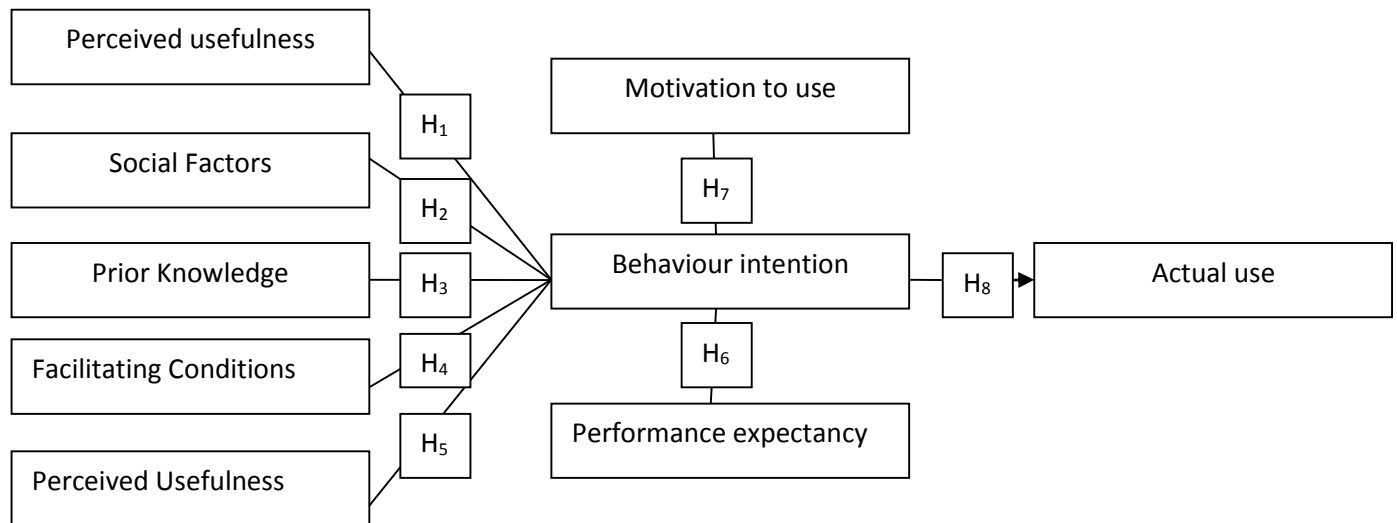 Perceived usefulness
Social Factors
Prior Knowledge
Facilitating Conditions
Perceived Usefulness
H₁
H₂
H₃
H₄
H₅
Motivation to use
H₇
Behaviour intention
H₆
Performance expectancy
H₈
Actual use